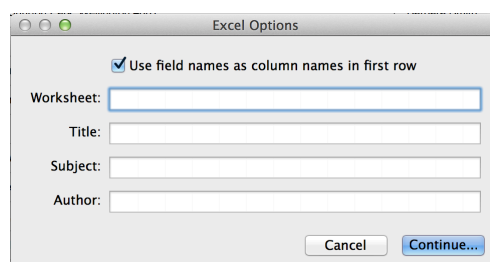 Excel Options
Use field names as column names in first row
Worksheet:
Title:
Subject:
Author:
Cancel Continue...